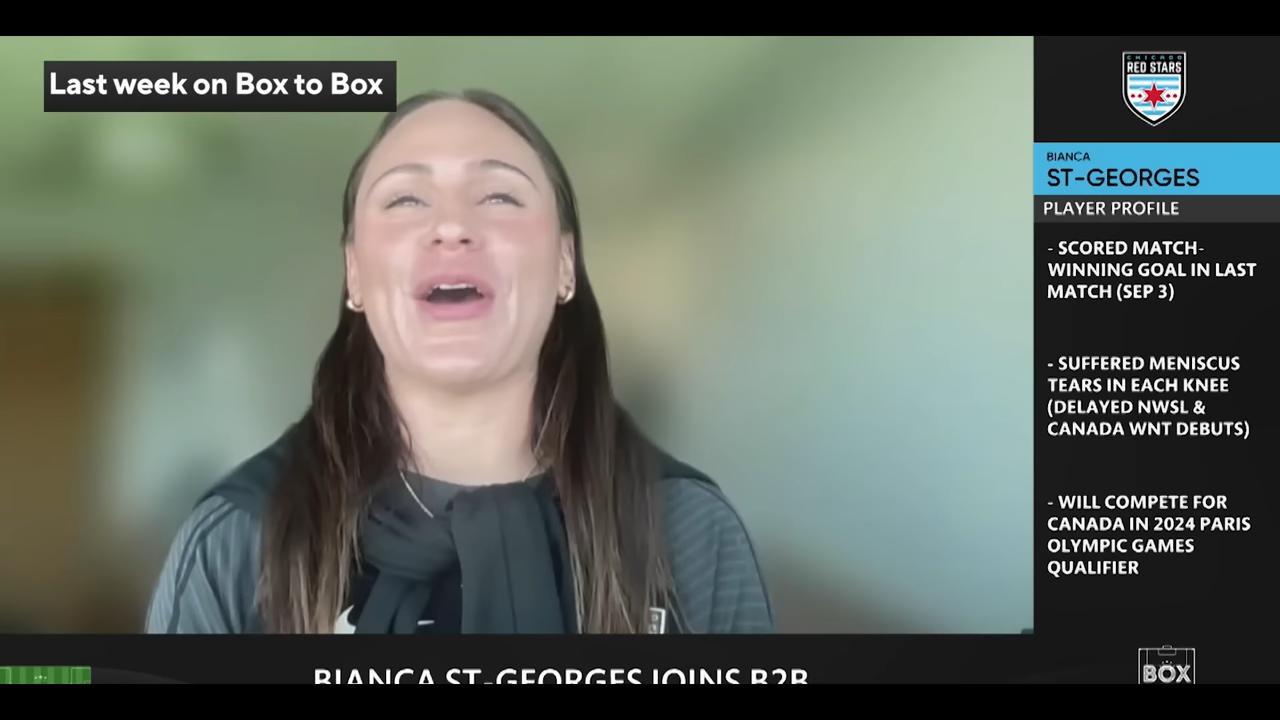 Last week on Box to Box
CHICAGO
RED STARS
BIANCA
ST-GEORGES
PLAYER PROFILE
- SCORED MATCH-
WINNING GOAL IN LAST
MATCH (SEP 3)
- SUFFERED MENISCUS
TEARS IN EACH KNEE
(DELAYED NWSL &
CANADA WNT DEBUTS)
- WILL COMPETE FOR
CANADA IN 2024 PARIS
OLYMPIC GAMES
QUALIFIER
BIANCA ST-GEORGES JOINS B2B
BOX